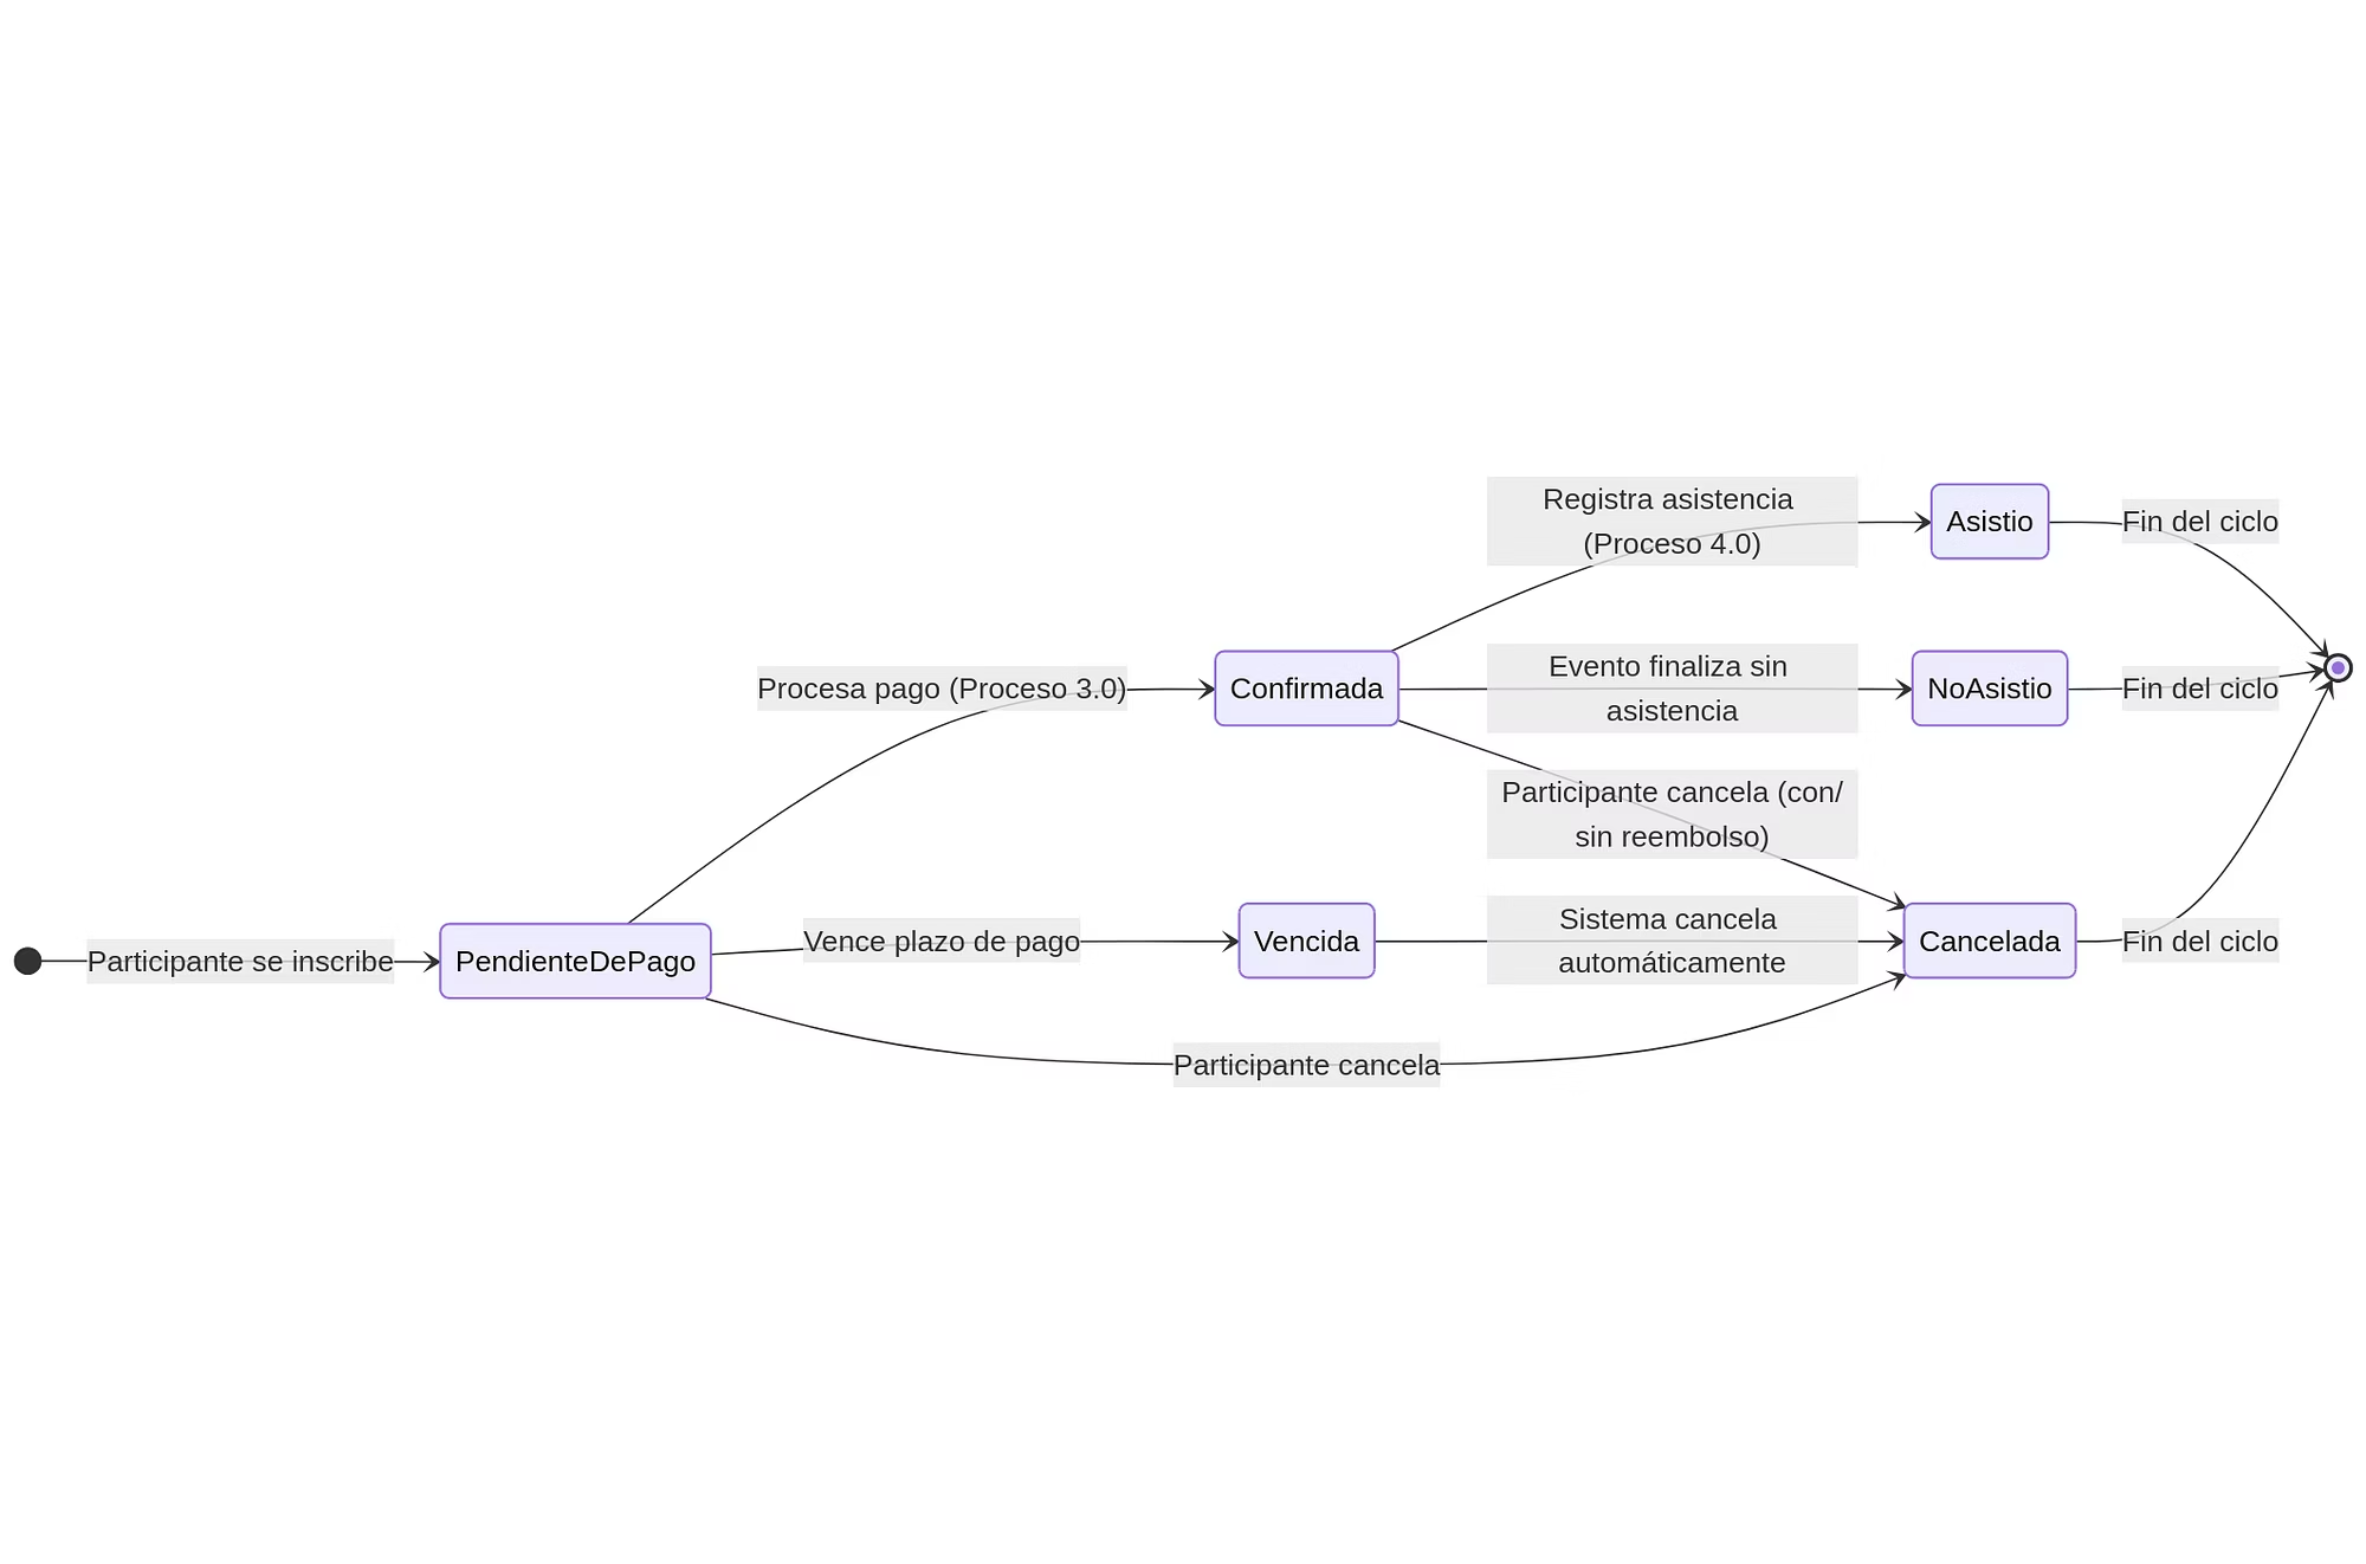 Participante se inscribe
PendienteDePago
Procesa pago (Proceso 3.0)
Vence plazo de pago
Participante cancela
Confirmada
Vencida
Registra asistencia
(Proceso 4.0)
Evento finaliza sin
asistencia
Participante cancela (con/
sin reembolso)
Sistema cancela
automáticamente
Asistio
NoAsistio
Cancelada
Fin del ciclo
Fin del ciclo
Fin del ciclo